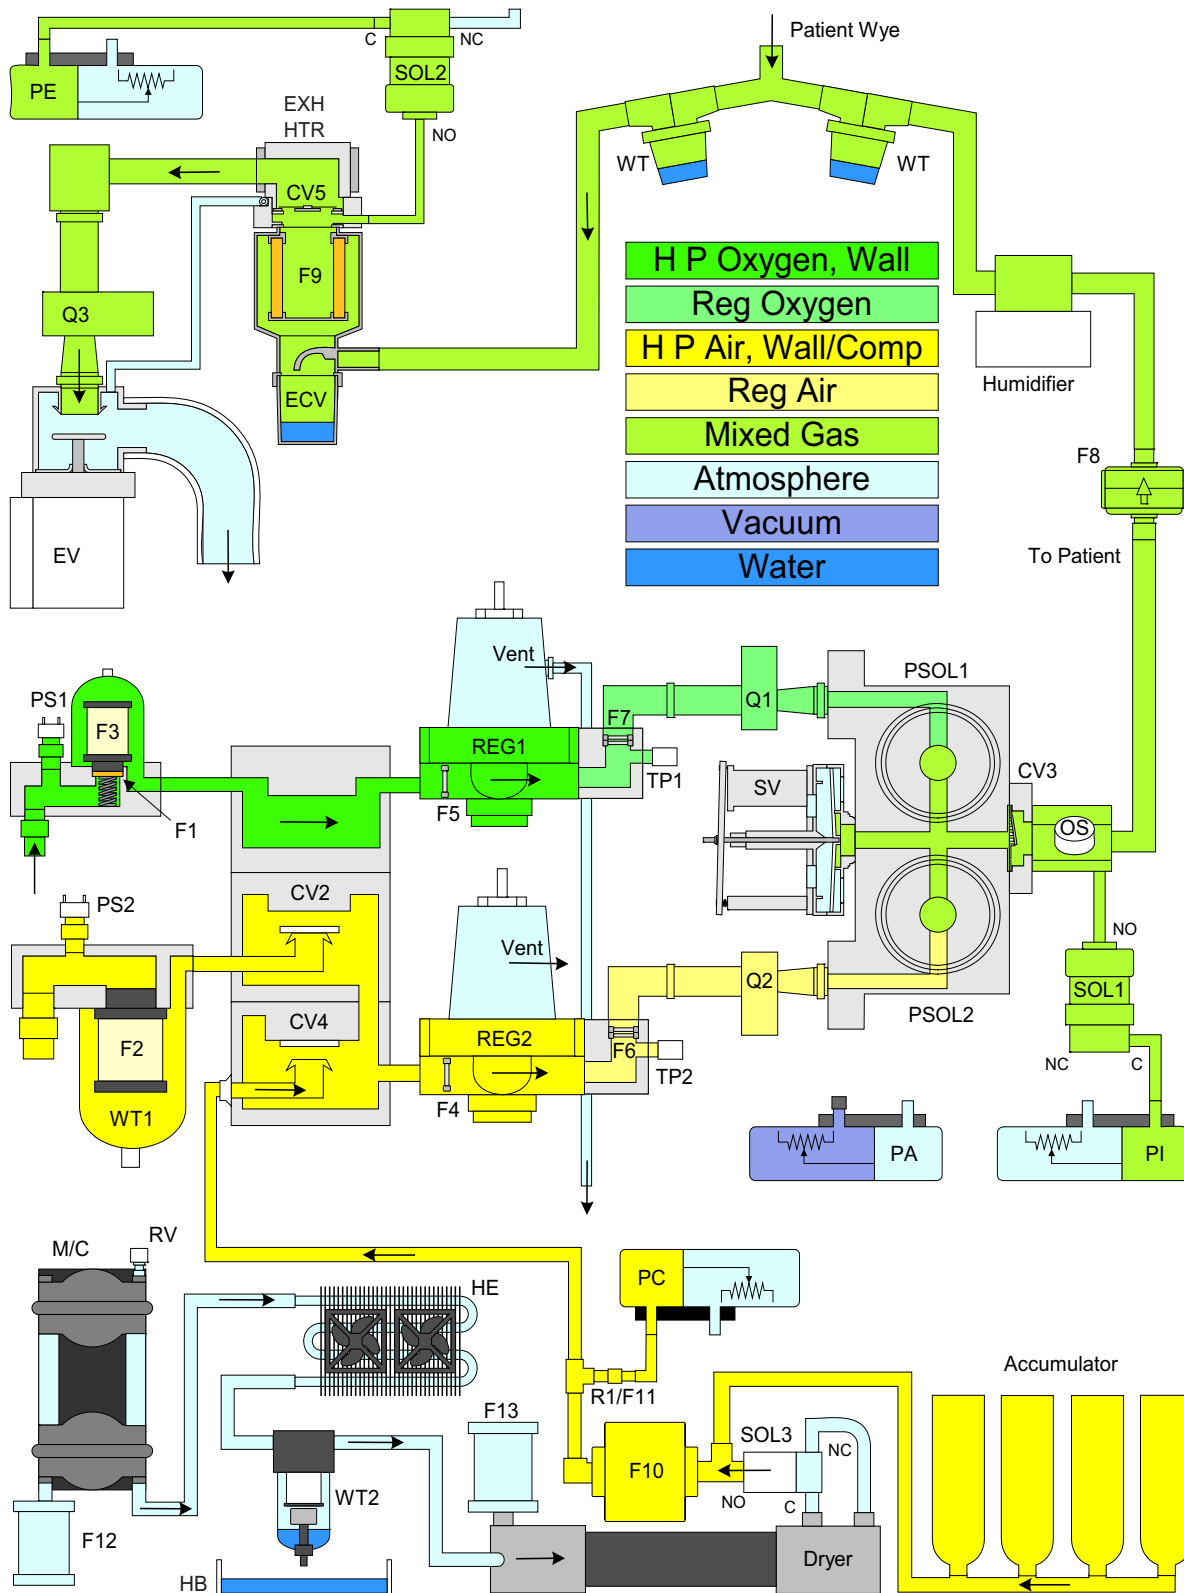 Patient Wye
C
NC
SOL2
PE
EXH
HTR
NO
WT
WT
CV5
F9
H P Oxygen, Wall
Reg Oxygen
H P Air, Wall/Comp
Reg Air
Mixed Gas
Atmosphere
Vacuum
Water
Q3
ECV
Humidifier
F8
EV
To Patient
Vent
PSOL1
PS1
F3
F7
Q1
REG1
TP1
CV3
SV
F5
F1
OS
CV2
PS2
Vent
NO
Q2
SOL1
PSOL2
CV4
REG2
F6
F2
TP2
NC
C
F4
WT1
PA
PI
M/C
RV
HE
PC
Accumulator
R1/F11
F13
SOL3
NC
F10
NO
C
WT2
F12
Dryer
HB